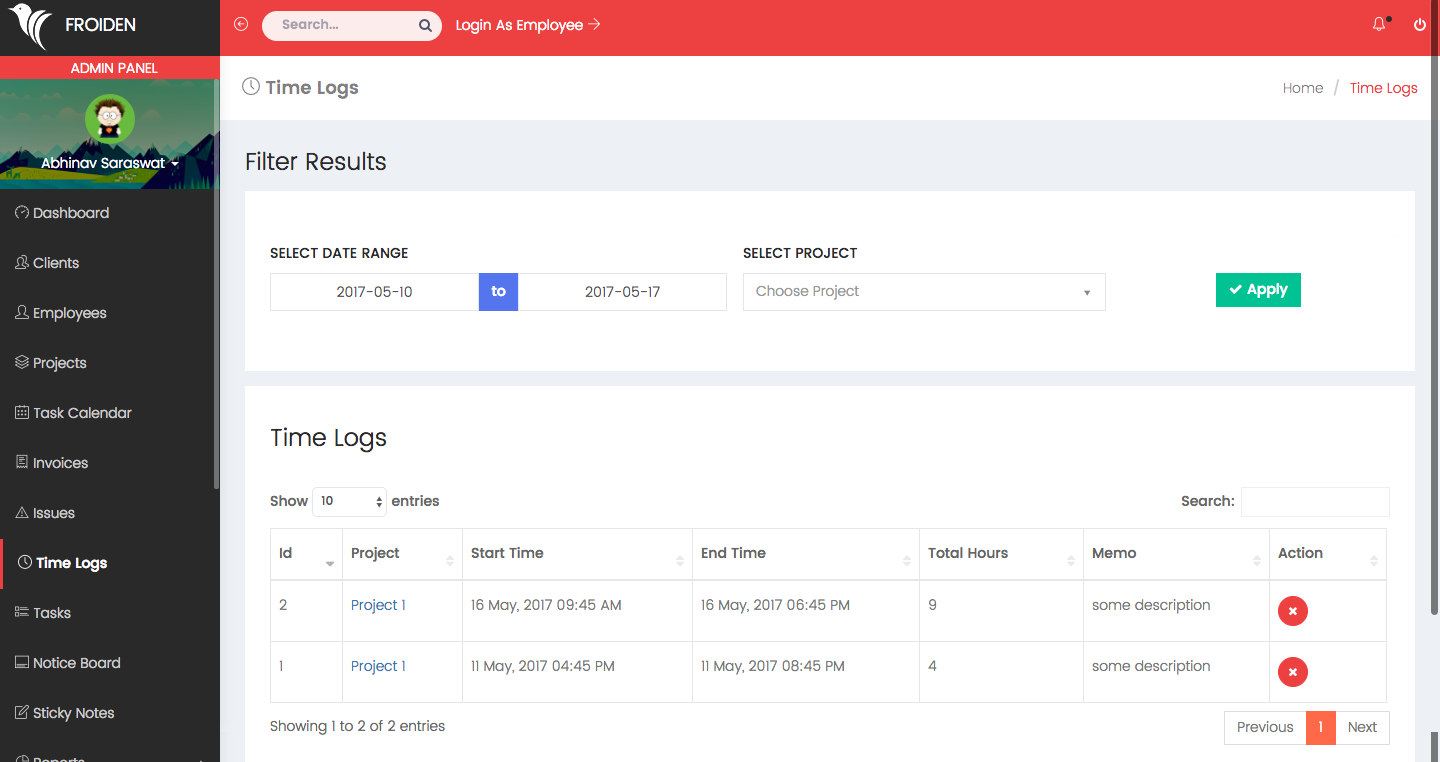 FROIDEN
Search...
Login As Employee
ADMIN PANEL
Abhinav Saraswat
Dashboard
Clients
Employees
Projects
Task Calendar
Invoices
Issues
Time Logs
Tasks
Notice Board
Sticky Notes
Reports
Time Logs
Home / Time Logs
Filter Results
SELECT DATE RANGE
2017-05-10 to 2017-05-17
SELECT PROJECT
Choose Project
Apply
Time Logs
Show 10 entries
Search:
Id Project Start Time End Time Total Hours Memo Action
2 Project 1 16 May, 2017 09:45 AM 16 May, 2017 06:45 PM 9 some description
1 Project 1 11 May, 2017 04:45 PM 11 May, 2017 08:45 PM 4 some description
Showing 1 to 2 of 2 entries
Previous 1 Next